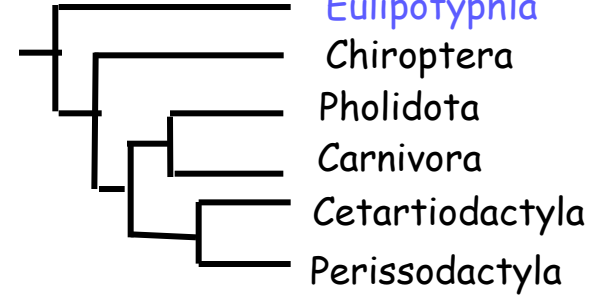 Eulipotyphla
Chiroptera
Pholidota
Carnivora
Cetartiodactyla
Perissodactyla